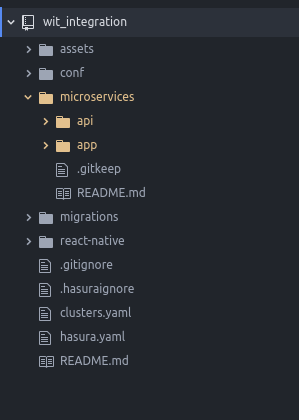 wit_integration
assets
conf
microservices
api
app
.gitkeep
README.md
migrations
react-native
.gitignore
.hasuraignore
clusters.yaml
hasura.yaml
README.md